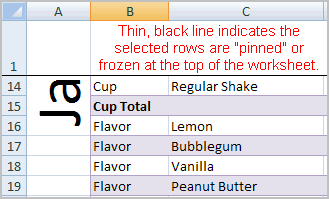 A B C
Thin, black line indicates the
selected rows are "pinned" or
1 frozen at the top of the worksheet.
Ja
14 Cup Regular Shake
15 Cup Total
16 Flavor Lemon
17 Flavor Bubblegum
18 Flavor Vanilla
19 Flavor Peanut Butter